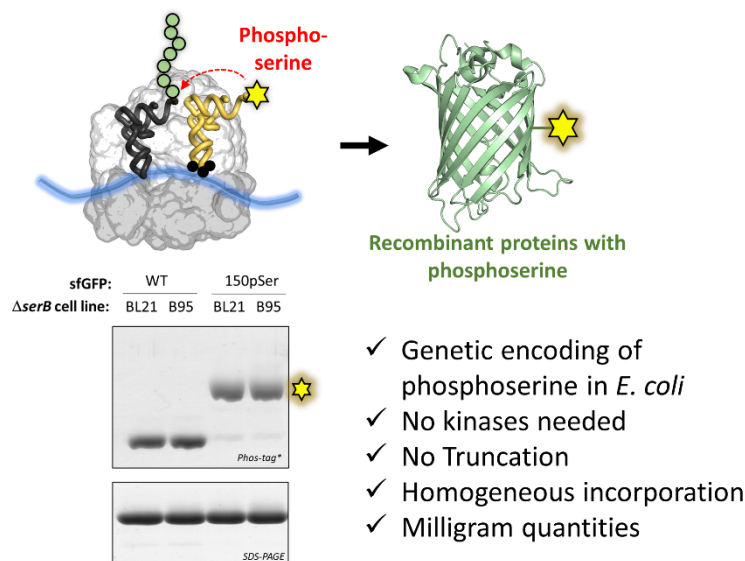 Phospho-
serine
Recombinant proteins with
phosphoserine
sfGFP: WT 150pSer
ΔserB cell line: BL21 B95 BL21 B95
Phos-tag*
SDS-PAGE
✓ Genetic encoding of
phosphoserine in E. coli
✓ No kinases needed
✓ No Truncation
✓ Homogeneous incorporation
✓ Milligram quantities